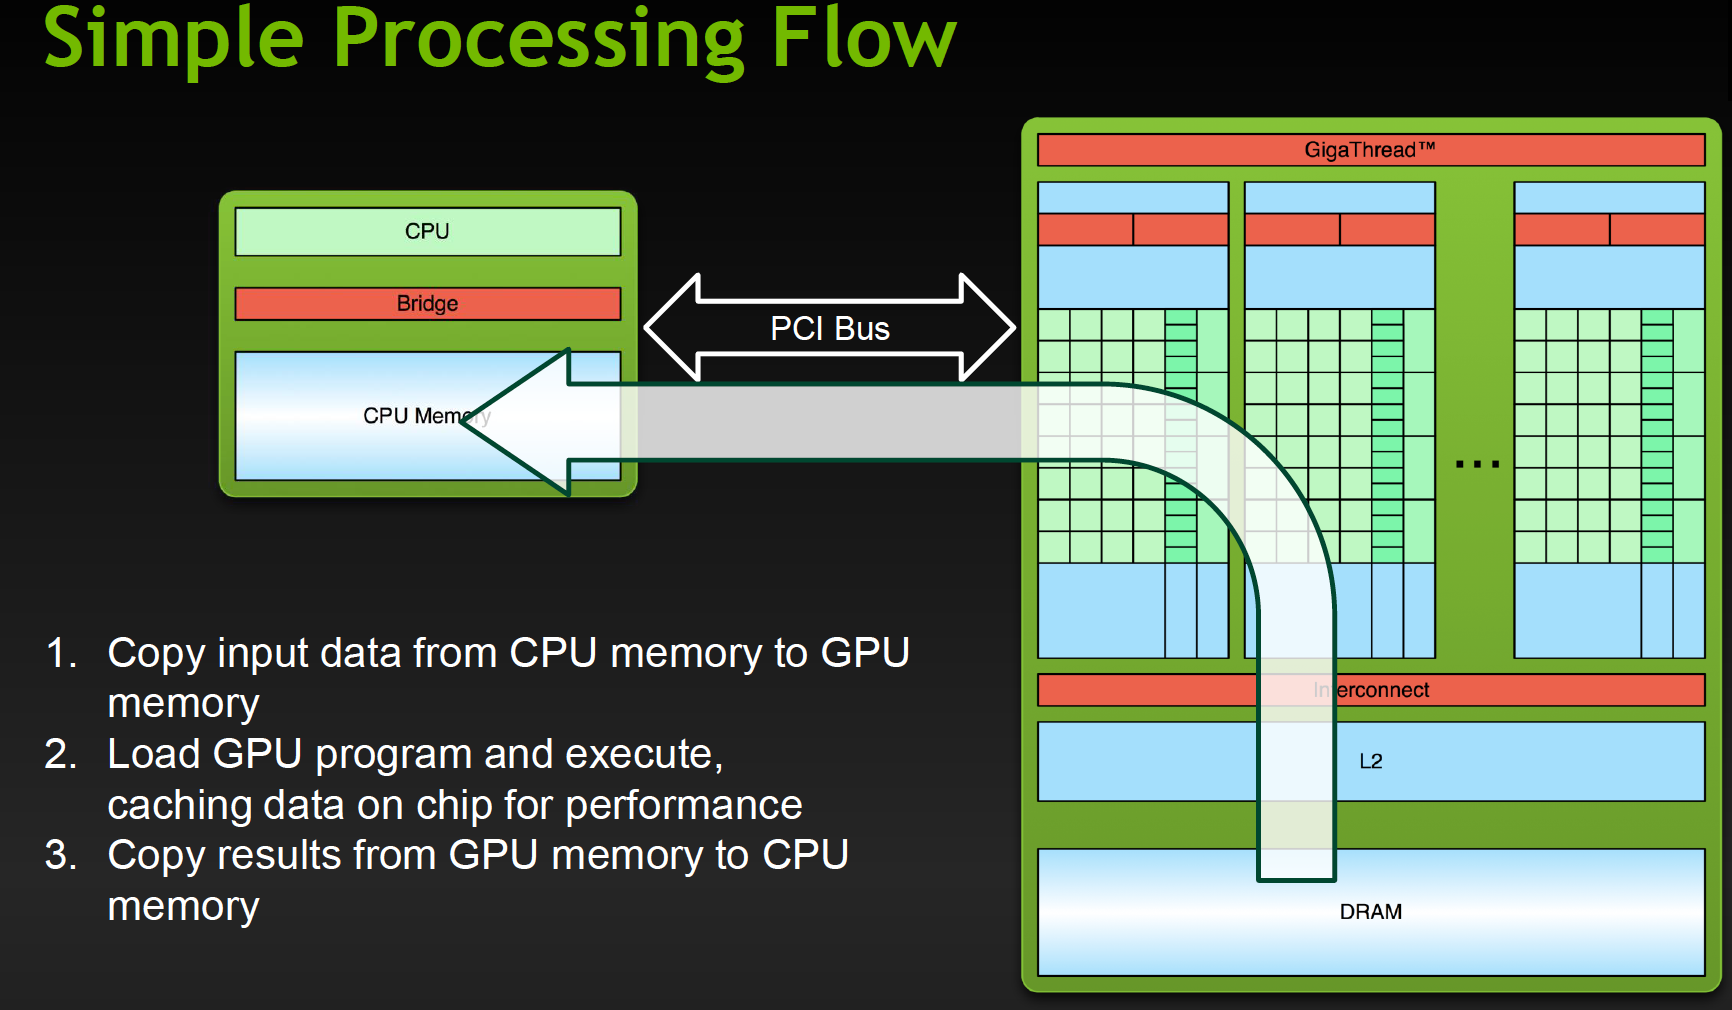 Simple Processing Flow
GigaThread™
CPU
Bridge
PCI Bus
CPU Memory
...
1. Copy input data from CPU memory to GPU
memory
2. Load GPU program and execute,
caching data on chip for performance
3. Copy results from GPU memory to CPU
memory
Interconnect
L2
DRAM